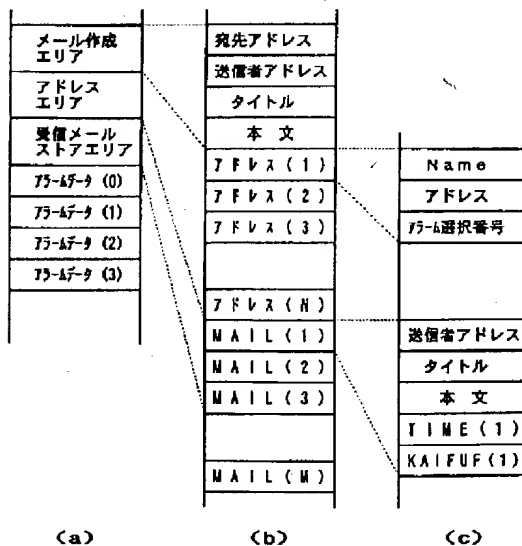 メール作成
エリア
アドレス
エリア
受信メール
ストアエリア
アラームデータ (0)
アラームデータ (1)
アラームデータ (2)
アラームデータ (3)
(a)
宛先アドレス
送信者アドレス
タイトル
本 文
アドレス (1)
アドレス (2)
アドレス (3)
アドレス (N)
MAIL (1)
MAIL (2)
MAIL (3)
MAIL (M)
(b)
Name
アドレス
アラーム選択番号
送信者アドレス
タイトル
本 文
TIME (1)
KAIFUF (1)
(c)